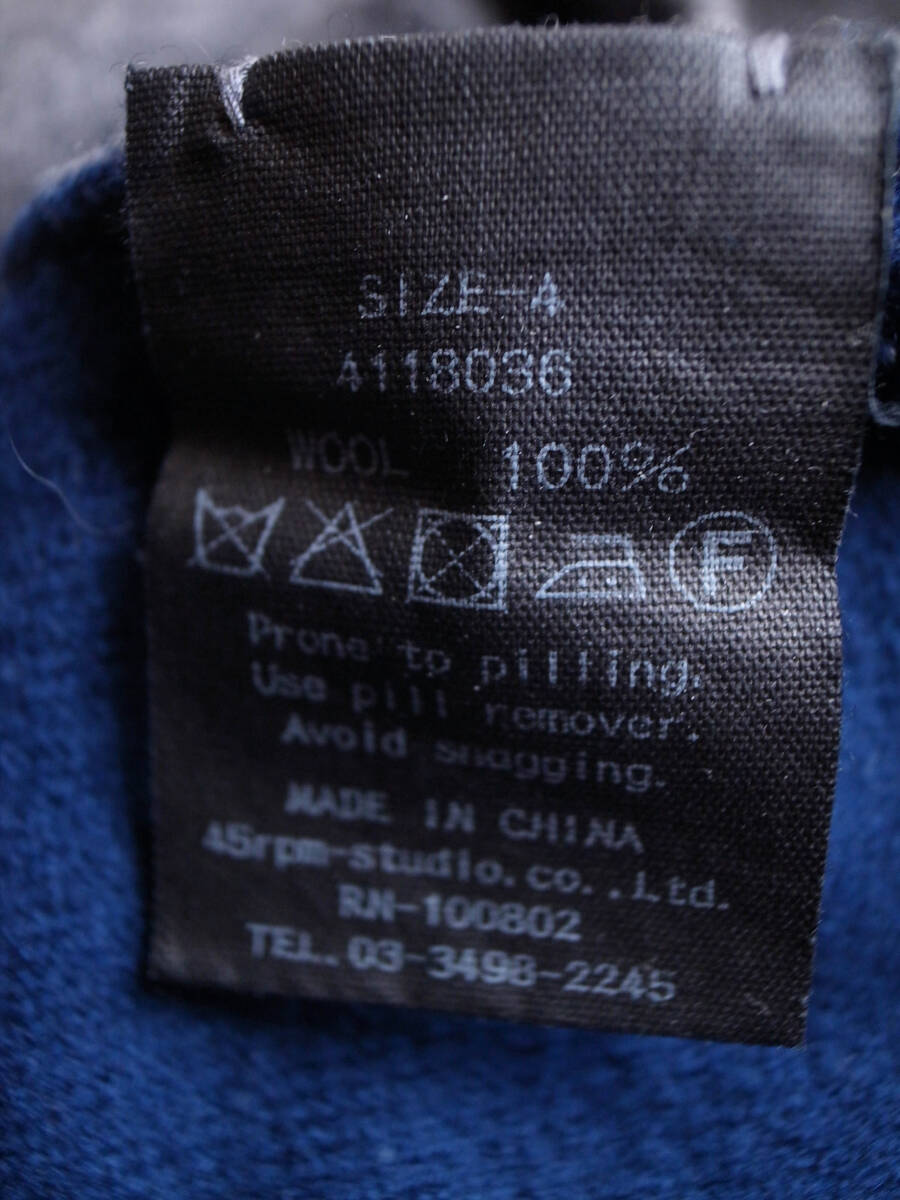 SIZE-4
4118036
WOOL 100%
F
Prone to pilling.
Use pill remover.
Avoid snagging.
MADE IN CHINA
45rpm-studio.co.,Ltd.
RN-100802
TEL. 03-3498-2245